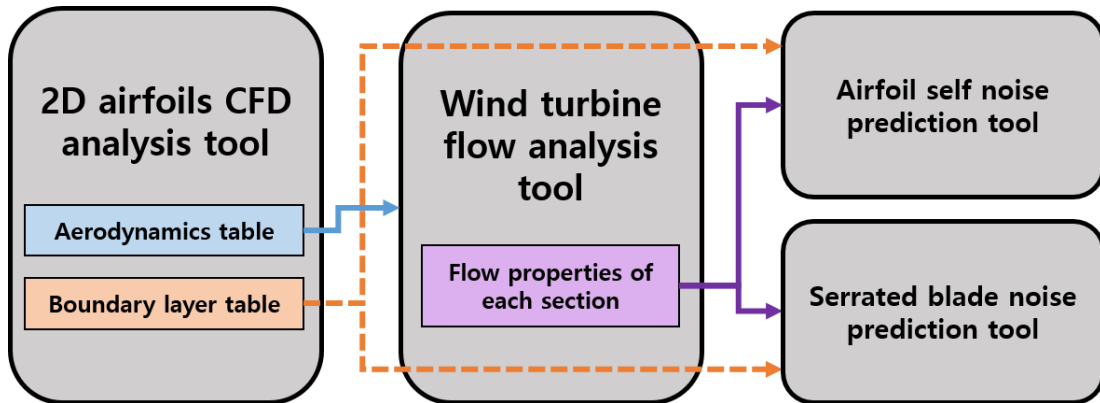 2D airfoils CFD
analysis tool
Aerodynamics table
Boundary layer table
Wind turbine
flow analysis
tool
Flow properties of
each section
Airfoil self noise
prediction tool
Serrated blade noise
prediction tool